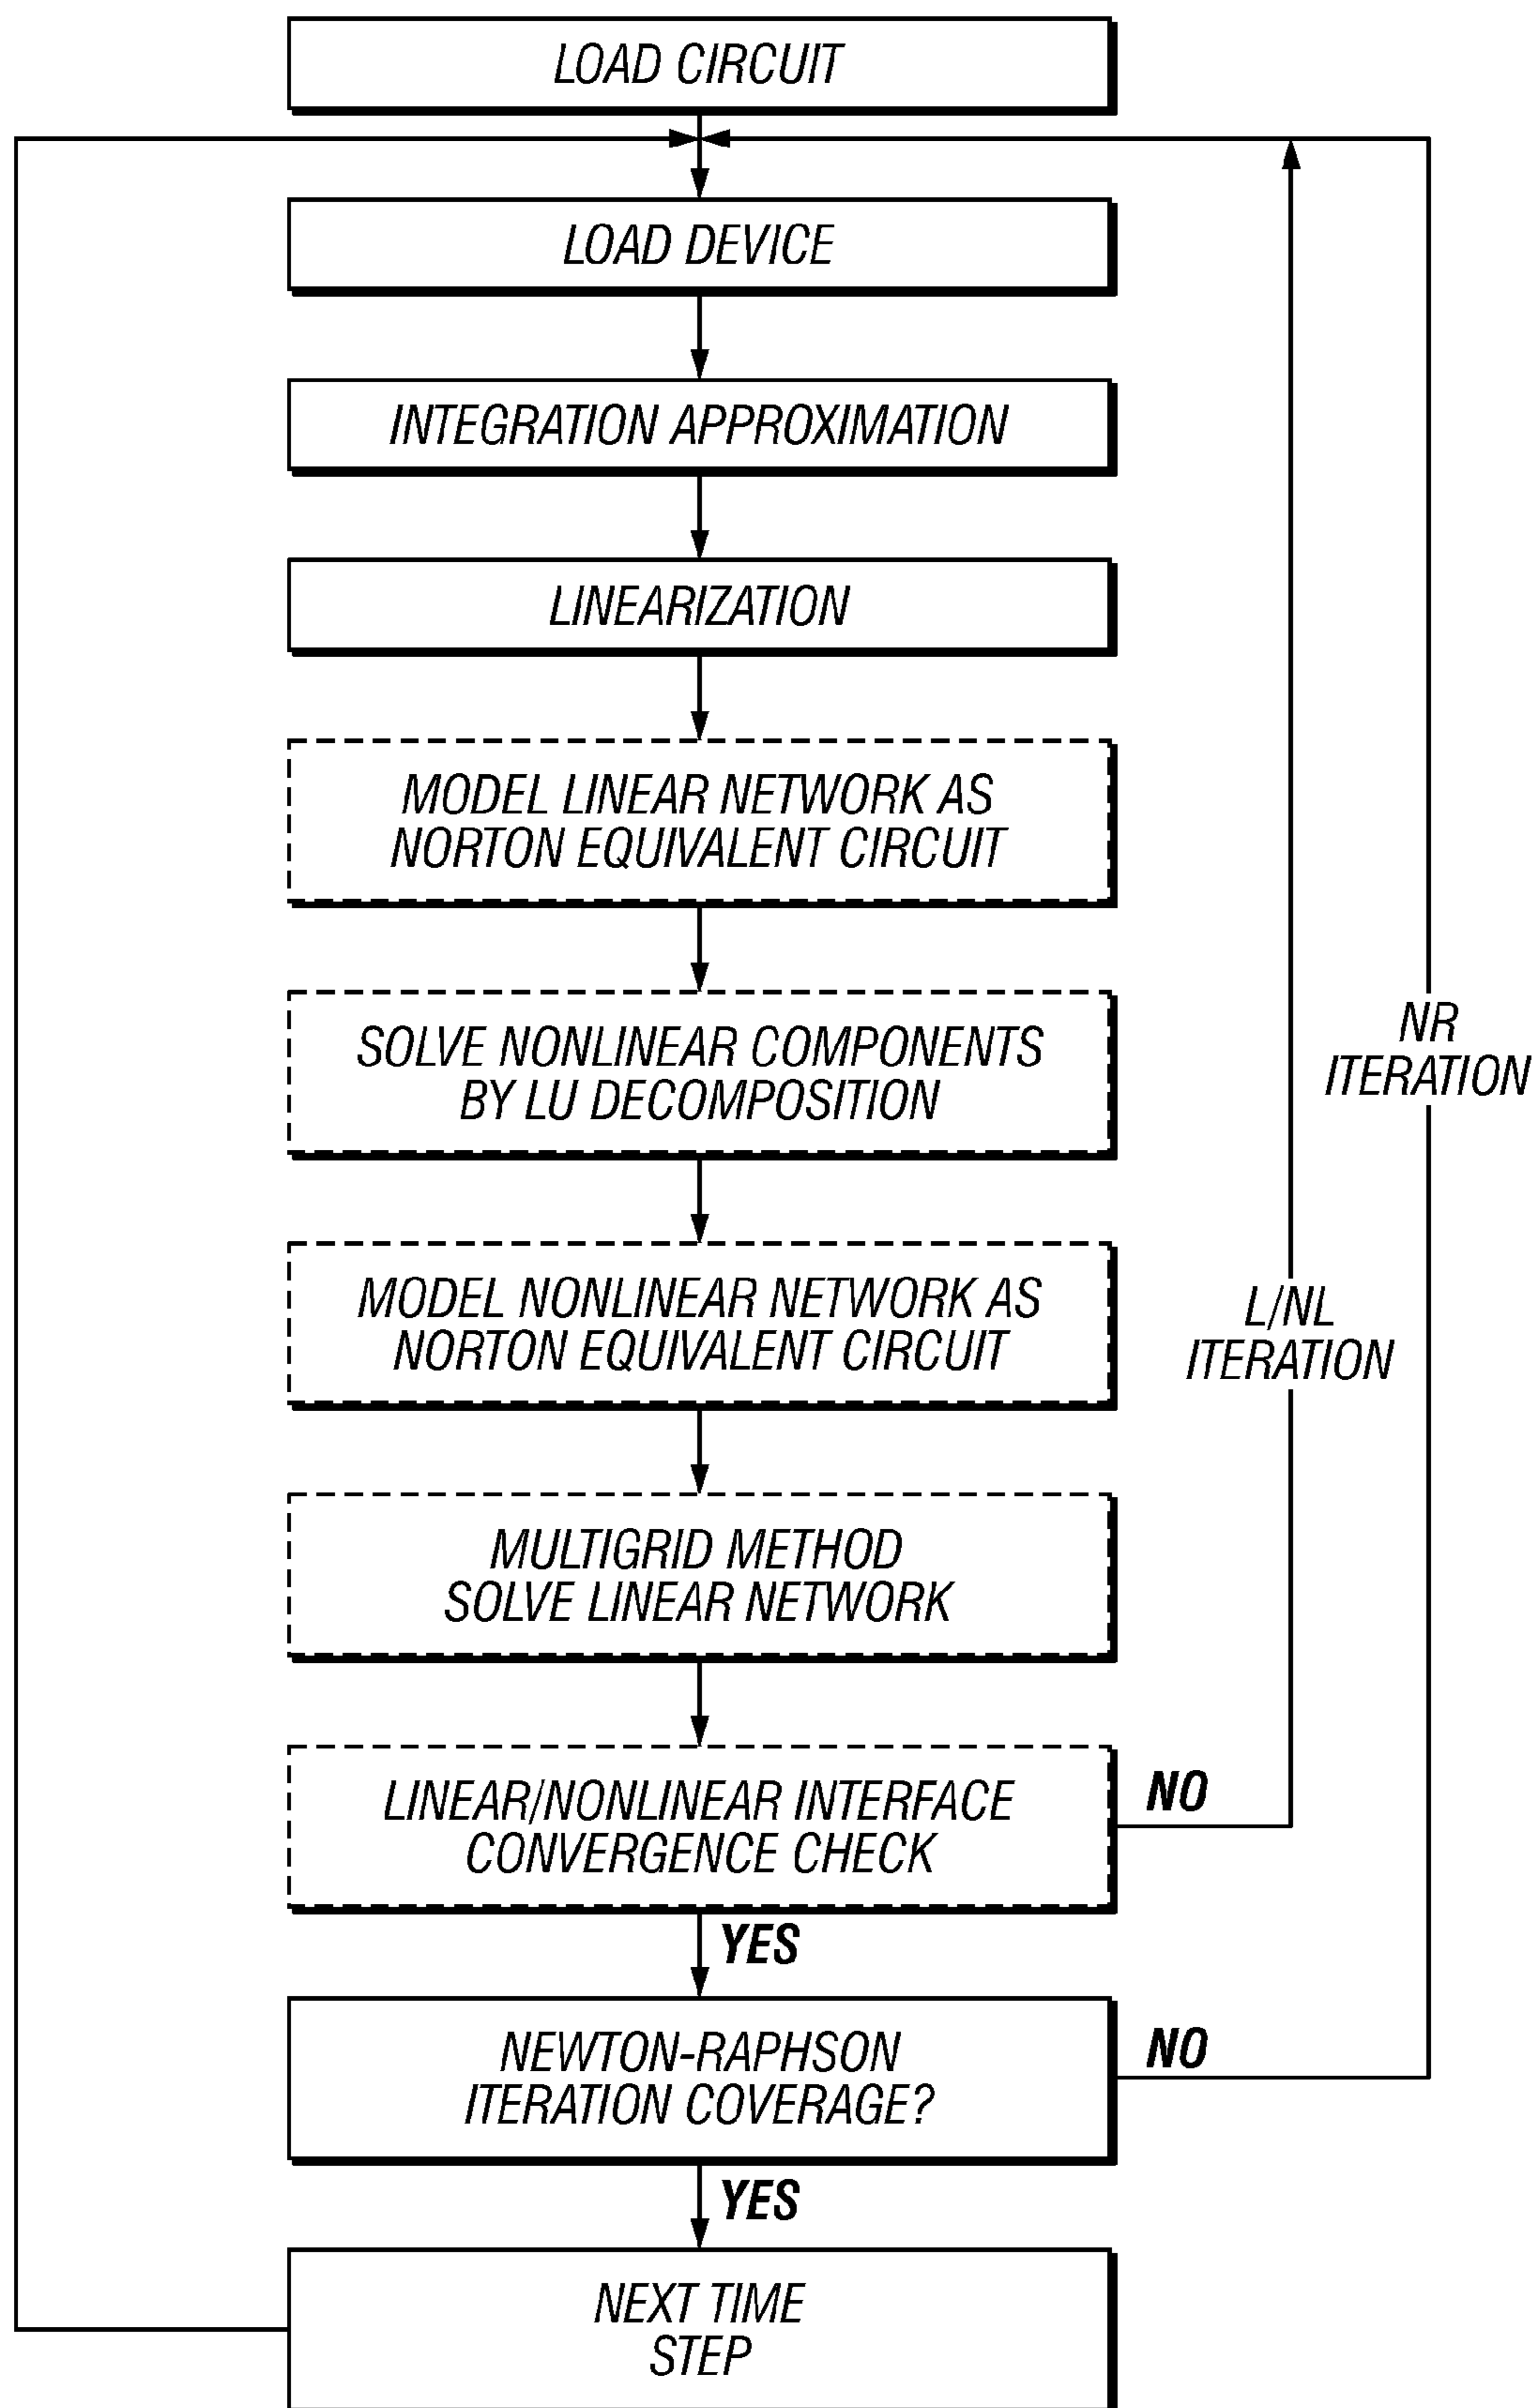 LOAD CIRCUIT
LOAD DEVICE
INTEGRATION APPROXIMATION
LINEARIZATION
MODEL LINEAR NETWORK AS
NORTON EQUIVALENT CIRCUIT
SOLVE NONLINEAR COMPONENTS
BY LU DECOMPOSITION
NR
ITERATION
MODEL NONLINEAR NETWORK AS
NORTON EQUIVALENT CIRCUIT
L/NL
ITERATION
MULTIGRID METHOD
SOLVE LINEAR NETWORK
LINEAR/NONLINEAR INTERFACE
CONVERGENCE CHECK
NO
YES
NEWTON-RAPHSON
ITERATION COVERAGE?
NO
YES
NEXT TIME
STEP